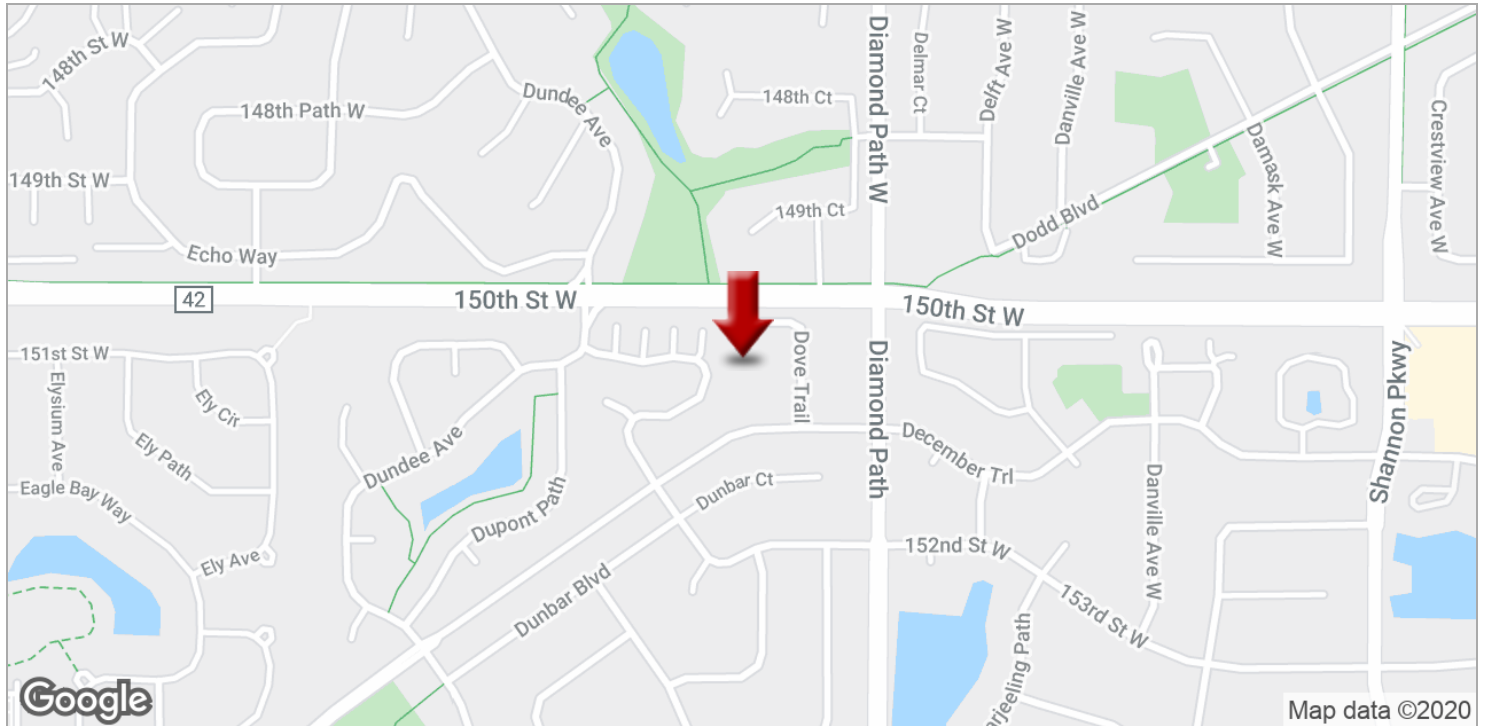 148th St W
Diamond Path W
Delmar Ct
Delft Ave W
Danville Ave W
148th Path W
Dundee Ave
148th Ct
Crestview Ave W
Damask Ave W
149th St W
149th Ct
Dodd Blvd
Echo Way
42
150th St W
150th St W
151st St W
Dove Trail
Diamond Path
Shannon Pkwy
Elysium Ave
Ely Cir
Ely Path
Dundee Ave
December Trl
Danville Ave W
Eagle Bay Way
Dunbar Ct
Dupont Path
Ely Ave
152nd St W
Dunbar Blvd
153rd St W
arjeeling Path
Google
Map data ©2020